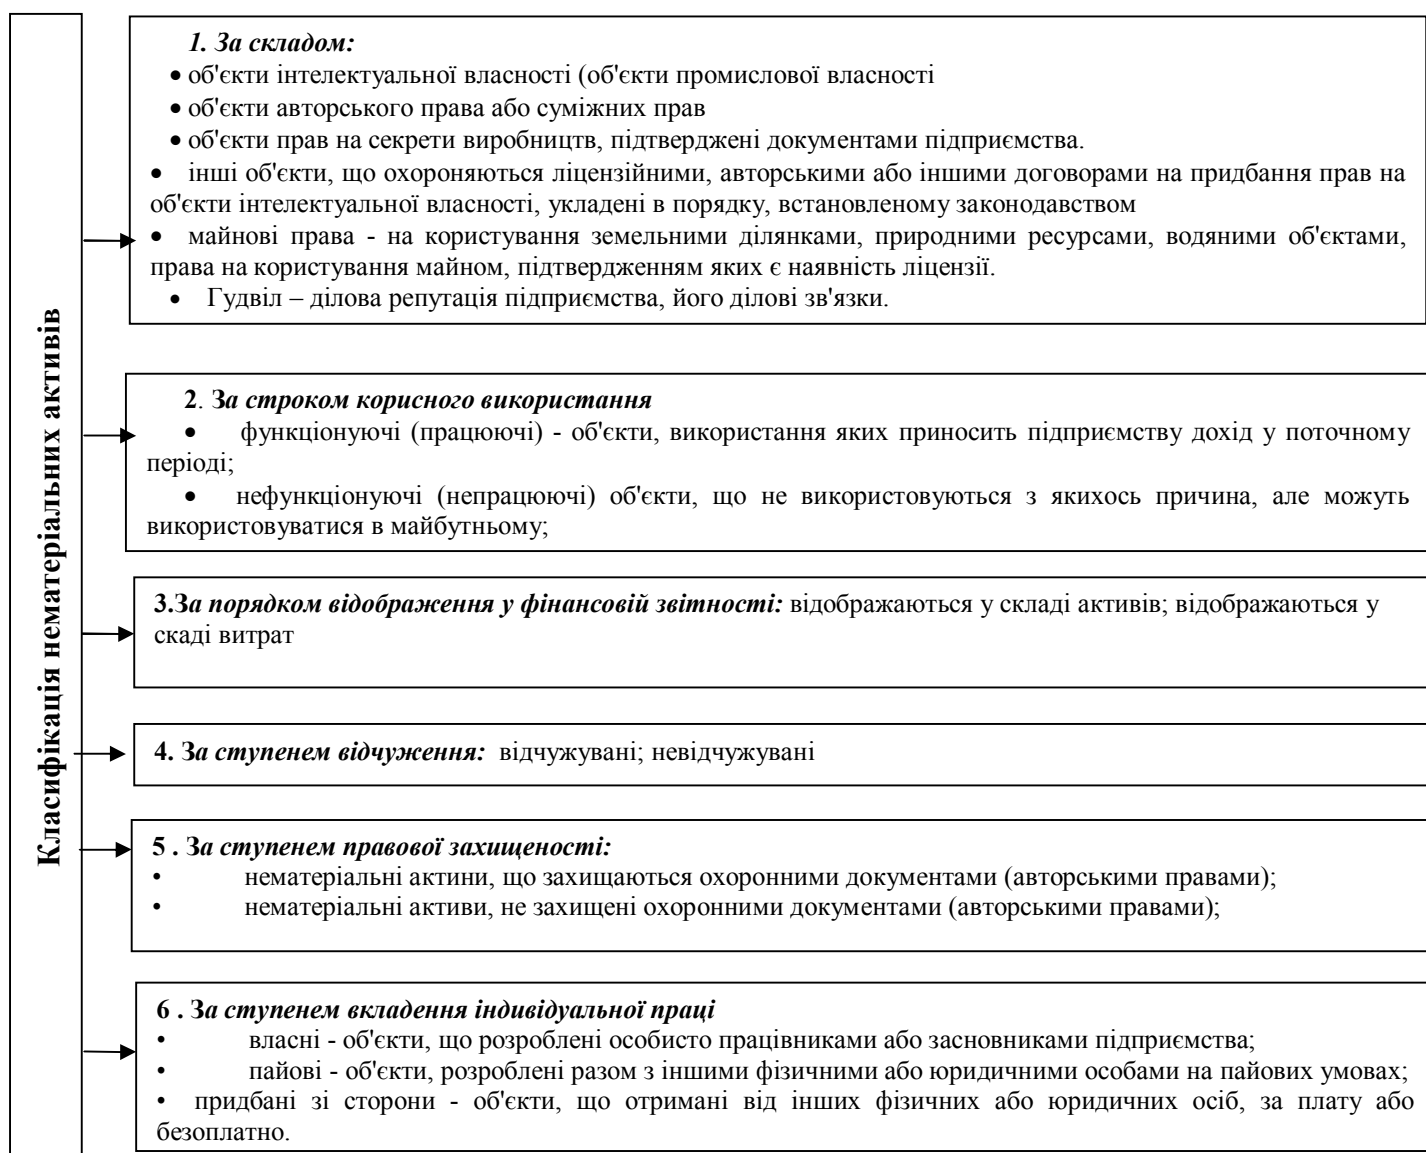 Класифікація нематеріальних активів
1. За складом:
• об'єкти інтелектуальної власності (об'єкти промислової власності
• об'єкти авторського права або суміжних прав
• об'єкти прав на секрети виробництв, підтверджені документами підприємства.
• інші об'єкти, що охороняються ліцензійними, авторськими або іншими договорами на придбання прав на
об'єкти інтелектуальної власності, укладені в порядку, встановленому законодавством
• майнові права - на користування земельними ділянками, природними ресурсами, водяними об'єктами,
права на користування майном, підтвердженням яких є наявність ліцензії.
• Гудвіл – ділова репутація підприємства, його ділові зв'язки.
2. За строком корисного використання
• функціонуючі (працюючі) - об'єкти, використання яких приносить підприємству дохід у поточному
періоді;
• нефункціонуючі (непрацюючі) об'єкти, що не використовуються з якихось причина, але можуть
використовуватися в майбутньому;
3.За порядком відображення у фінансовій звітності: відображаються у складі активів; відображаються у
скаді витрат
4. За ступенем відчуження: відчужувані; невідчужувані
5 . За ступенем правової захищеності:
• нематеріальні актини, що захищаються охоронними документами (авторськими правами);
• нематеріальні активи, не захищені охоронними документами (авторськими правами);
6 . За ступенем вкладення індивідуальної праці
• власні - об'єкти, що розроблені особисто працівниками або засновниками підприємства;
• пайові - об'єкти, розроблені разом з іншими фізичними або юридичними особами на пайових умовах;
• придбані зі сторони - об'єкти, що отримані від інших фізичних або юридичних осіб, за плату або
безоплатно.